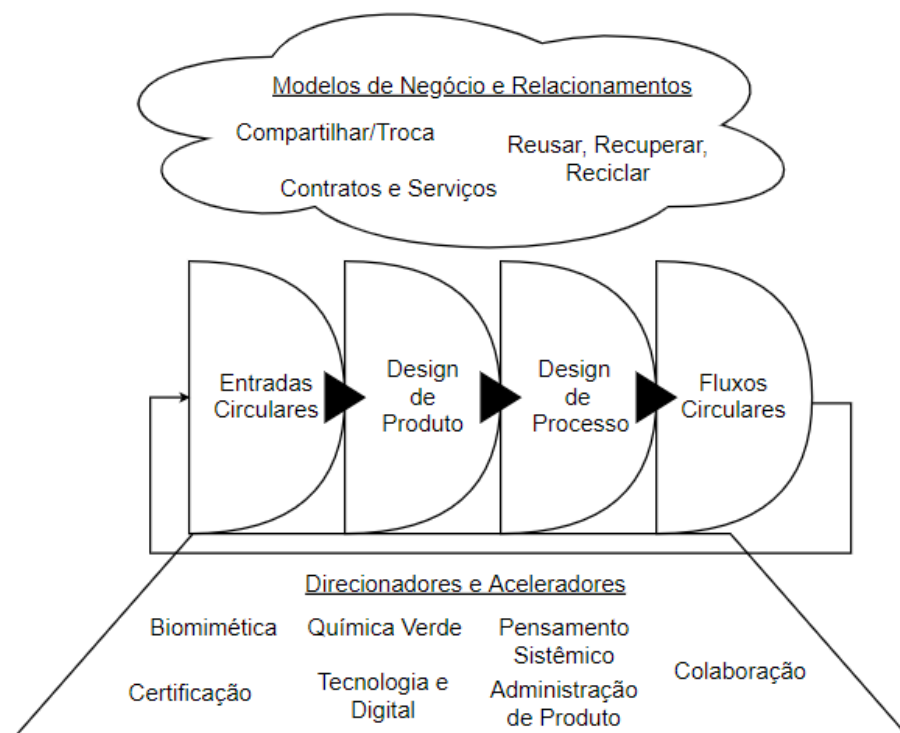 Modelos de Negócio e Relacionamentos
Compartilhar/Troca
Reusar, Recuperar,
Reciclar
Contratos e Serviços
Entradas
Circulares
Design
de
Produto
Design
de
Processo
Fluxos
Circulares
Direcionadores e Aceleradores
Biomimética
Química Verde
Pensamento
Sistêmico
Colaboração
Certificação
Tecnologia e
Digital
Administração
de Produto